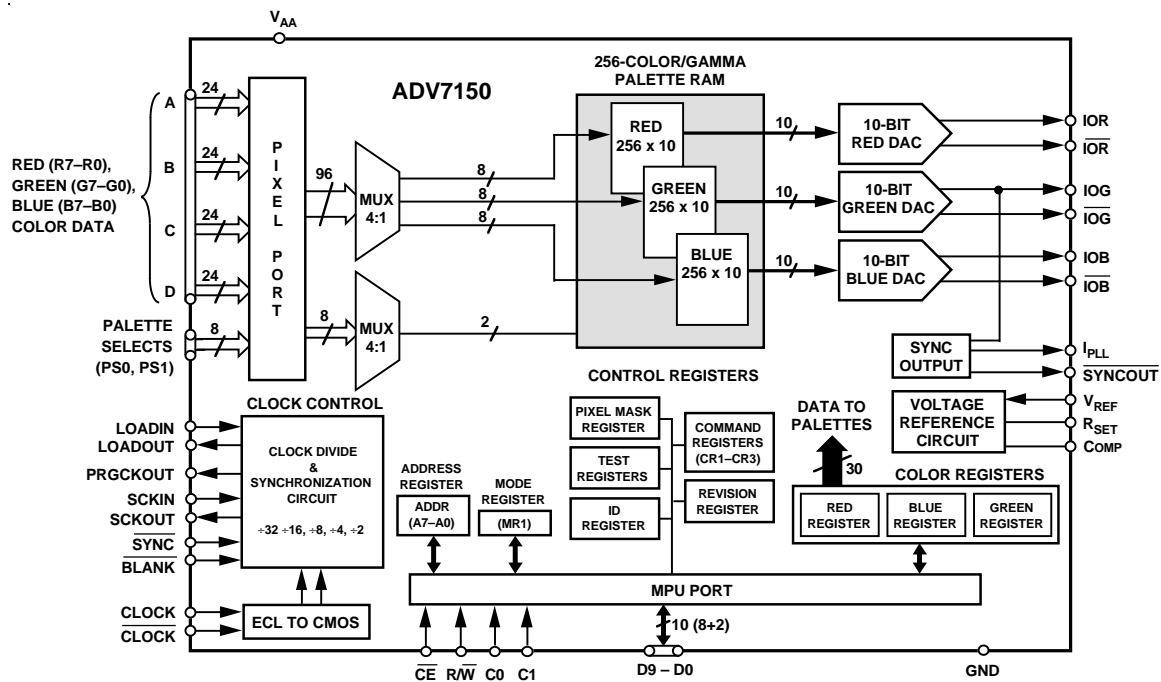 VAA
256-COLOR/GAMMA
PALETTE RAM
ADV7150
A
24
B
24
C
24
D
24
RED (R7–R0),
GREEN (G7–G0),
BLUE (B7–B0)
COLOR DATA
PALETTE
SELECTS
(PS0, PS1)
8
PIXEL PORT
96
MUX
4:1
8
8
8
8
MUX
4:1
2
RED
256 x 10
GREEN
256 x 10
BLUE
256 x 10
10
10
10
10-BIT
RED DAC
10-BIT
GREEN DAC
10-BIT
BLUE DAC
IOR
IOR
IOG
IOG
IOB
IOB
SYNC
OUTPUT
IPLL
SYNCOUT
VOLTAGE
REFERENCE
CIRCUIT
VREF
RSET
COMP
CLOCK CONTROL
LOADIN
LOADOUT
PRGCKOUT
SCKIN
SCKOUT
SYNC
BLANK
CLOCK DIVIDE
&
SYNCHRONIZATION
CIRCUIT
÷32 ÷16, ÷8, ÷4, ÷2
CLOCK
CLOCK
ECL TO CMOS
ADDRESS
REGISTER
ADDR
(A7–A0)
MODE
REGISTER
(MR1)
CONTROL REGISTERS
PIXEL MASK
REGISTER
TEST
REGISTERS
ID
REGISTER
COMMAND
REGISTERS
(CR1–CR3)
REVISION
REGISTER
DATA TO
PALETTES
30
COLOR REGISTERS
RED
REGISTER
BLUE
REGISTER
GREEN
REGISTER
MPU PORT
10 (8+2)
CE
R/W
C0
C1
D9 – D0
GND